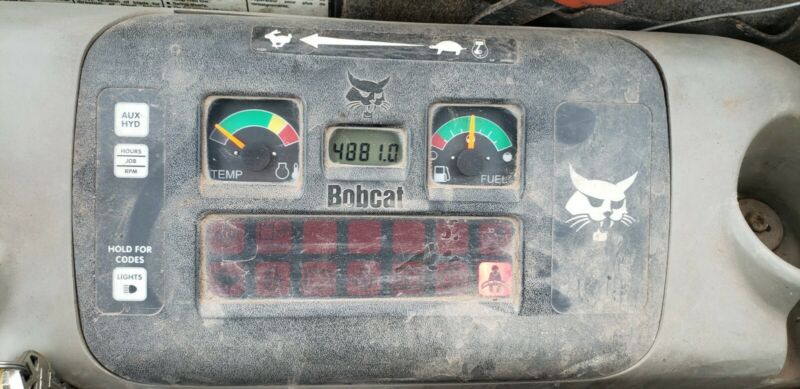 AUX
HYD
HOURS
JOB
RPM
HOLD FOR
CODES
LIGHTS
TEMP
4881.0
Bobcat
FUEL